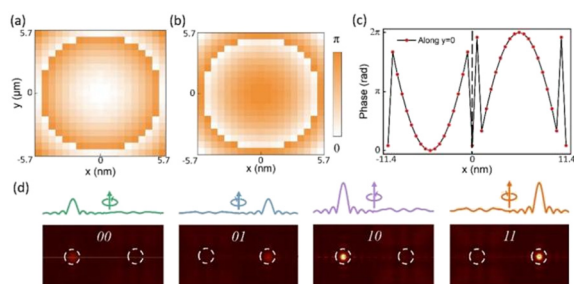 (a)
5.7
y (μm)
0
-5.7
-5.7
0
5.7
x (nm)
(b)
5.7
0
-5.7
-5.7
0
5.7
x (nm)
π
0
(c)
2π
π
0
Phase (rad)
Along y=0
-11.4
0
11.4
x (nm)
(d)
00
01
10
11